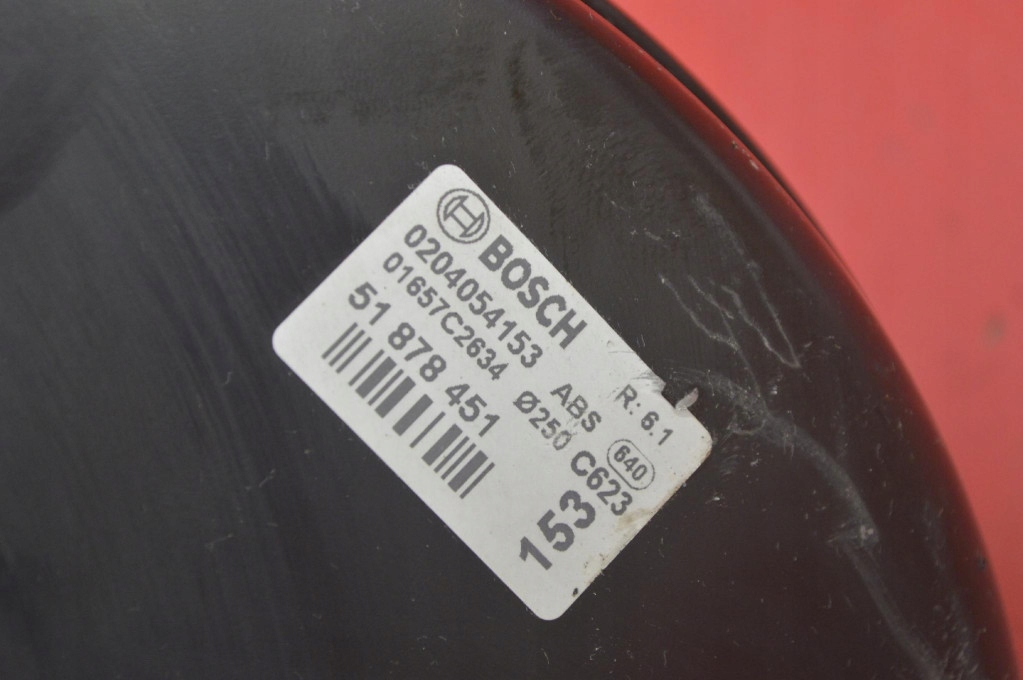 BOSCH
0204054153 ABS R: 6.1
01657C2634 Ø250 640
51 878 451 C623
153